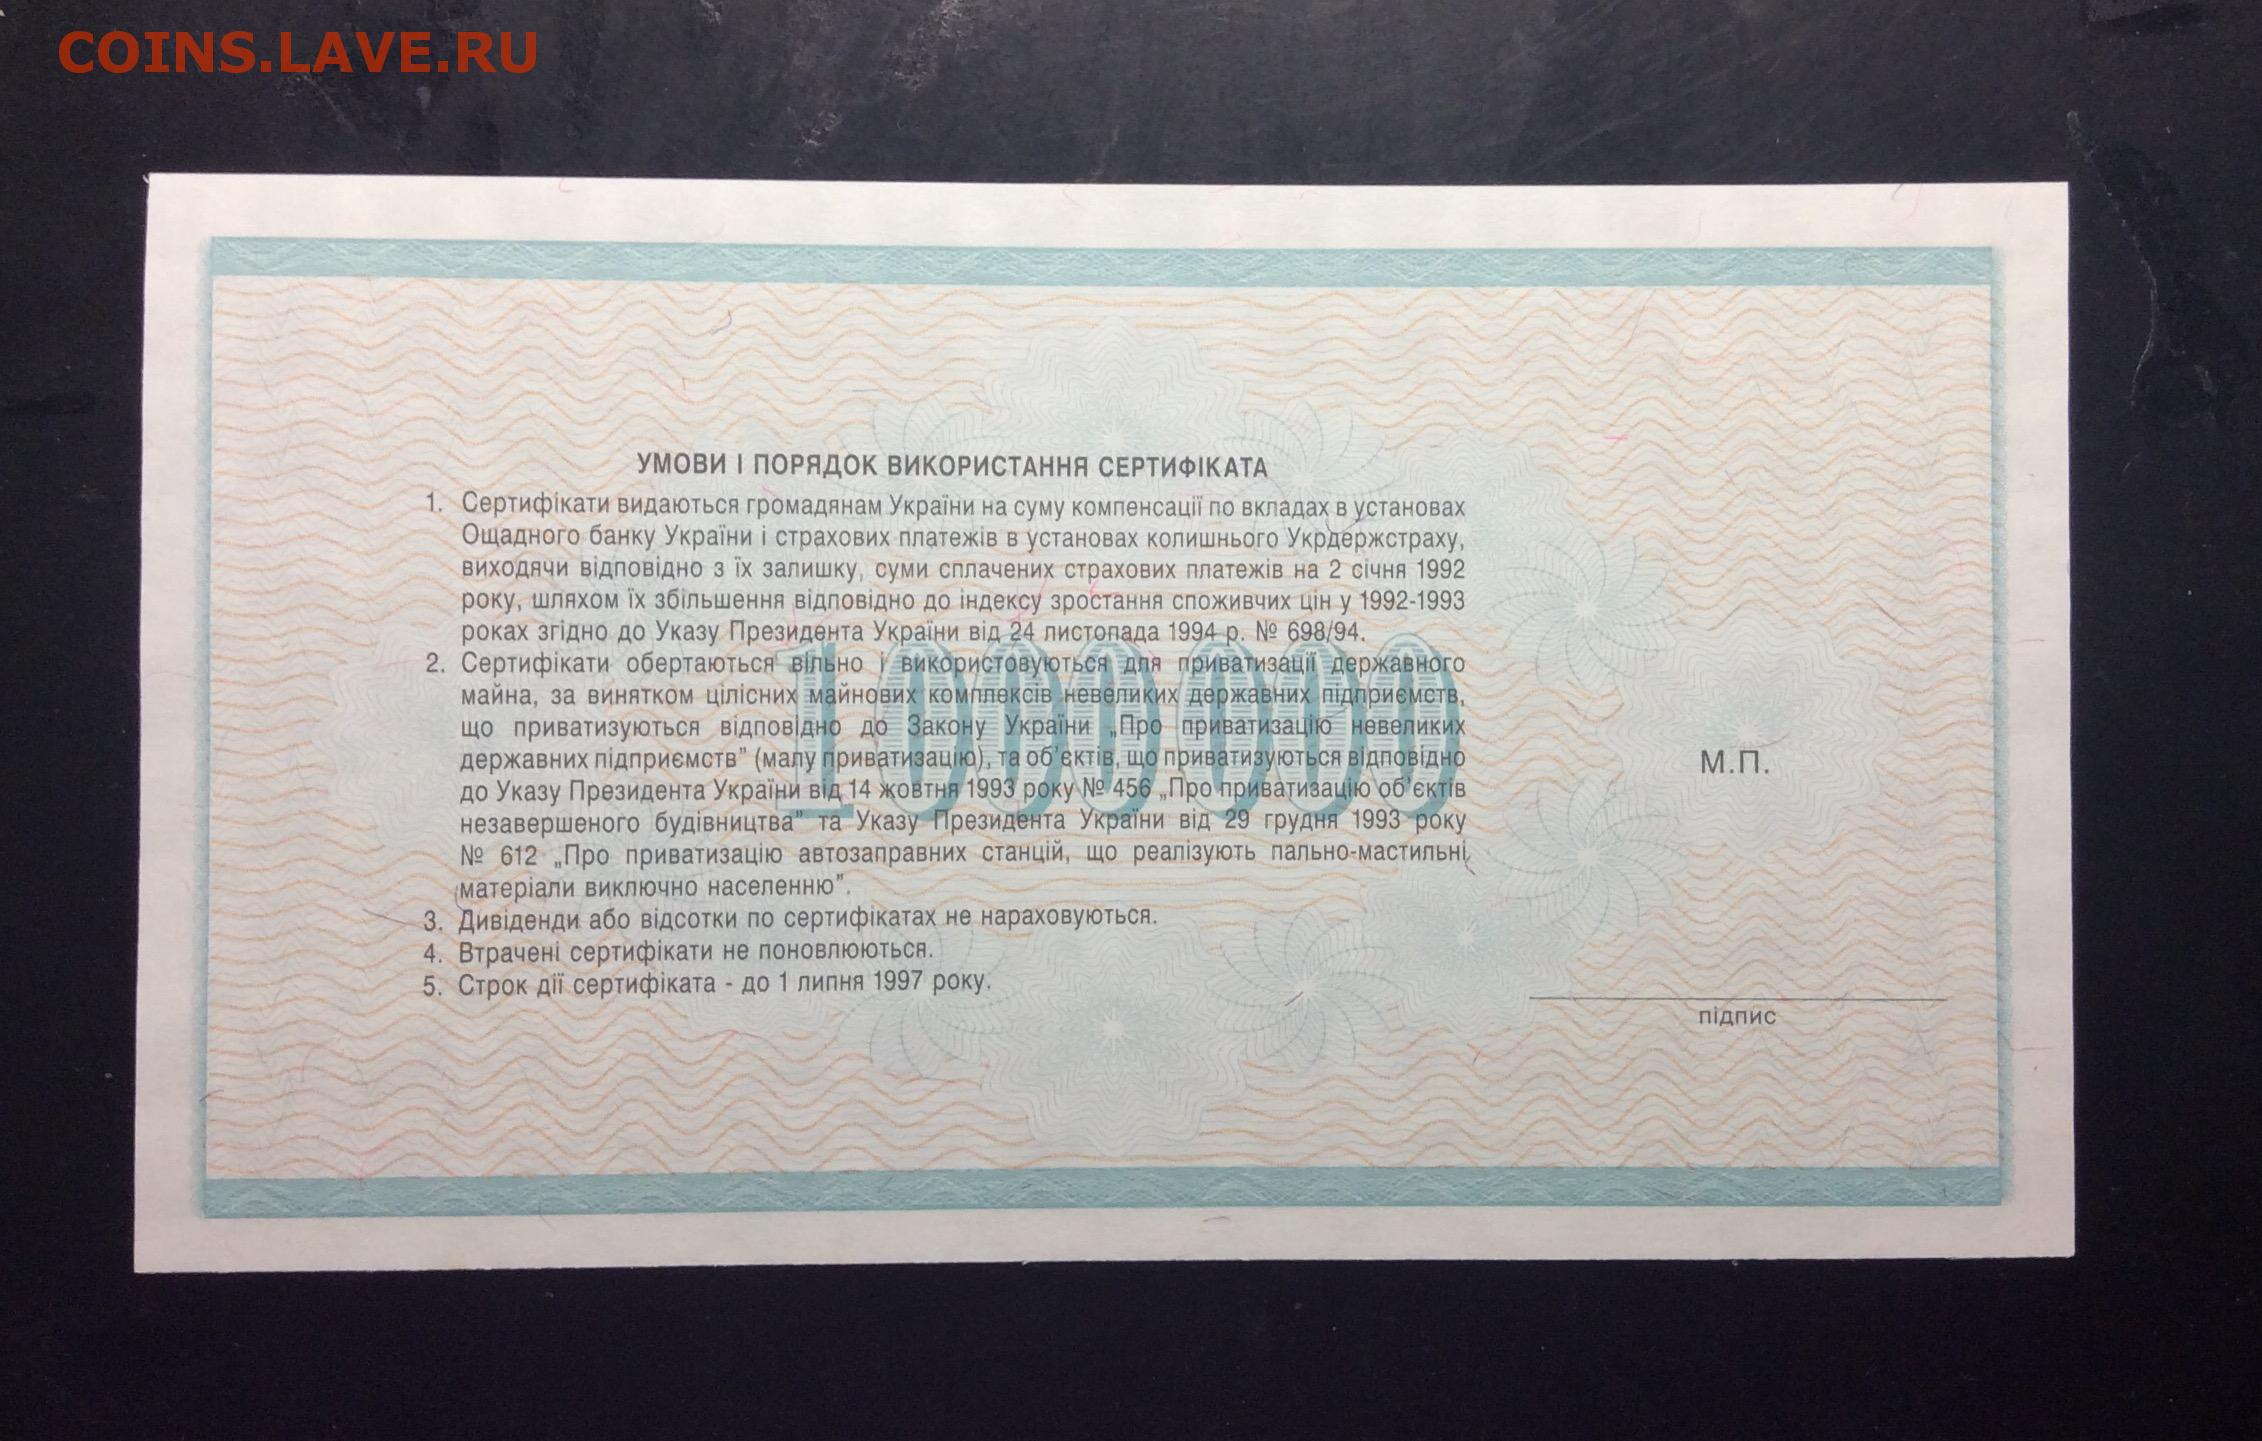 COINS.LAVE.RU
УМОВИ І ПОРЯДОК ВИКОРИСТАННЯ СЕРТИФІКАТА
1. Сертифікати видаються громадянам України на суму компенсації по вкладах в установах
Ощадного банку України і страхових платежів в установах колишнього Укрдержстраху,
виходячи відповідно з їх залишку, суми сплачених страхових платежів на 2 січня 1992
року, шляхом їх збільшення відповідно до індексу зростання споживчих цін у 1992-1993
роках згідно до Указу Президента України від 24 листопада 1994 р. № 698/94.
2. Сертифікати обертаються вільно і використовуються для приватизації державного
майна, за винятком цілісних майнових комплексів невеликих державних підприємств,
що приватизуються відповідно до Закону України „Про приватизацію невеликих
державних підприємств” (малу приватизацію), та об’єктів, що приватизуються відповідно
до Указу Президента України від 14 жовтня 1993 року № 456 „Про приватизацію об’єктів
незавершеного будівництва” та Указу Президента України від 29 грудня 1993 року
№ 612 „Про приватизацію автозаправних станцій, що реалізують пально-мастильні
матеріали виключно населенню”.
3. Дивіденди або відсотки по сертифікатах не нараховуються.
4. Втрачені сертифікати не поновлюються.
5. Строк дії сертифіката - до 1 липня 1997 року.
1000000
М.П.
підпис